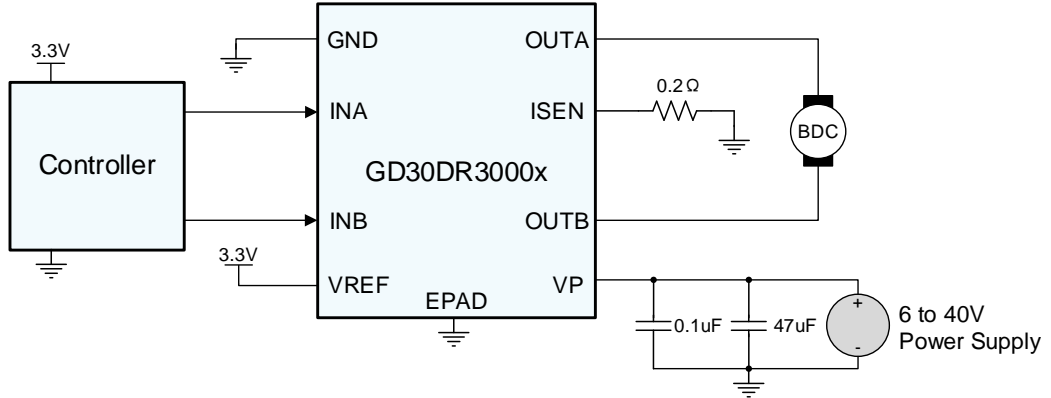 3.3V
Controller
3.3V
GND
INA
INB
VREF
GD30DR3000x
EPAD
OUTA
ISEN
OUTB
VP
0.2Ω
BDC
0.1uF
47uF
+
-
6 to 40V
Power Supply